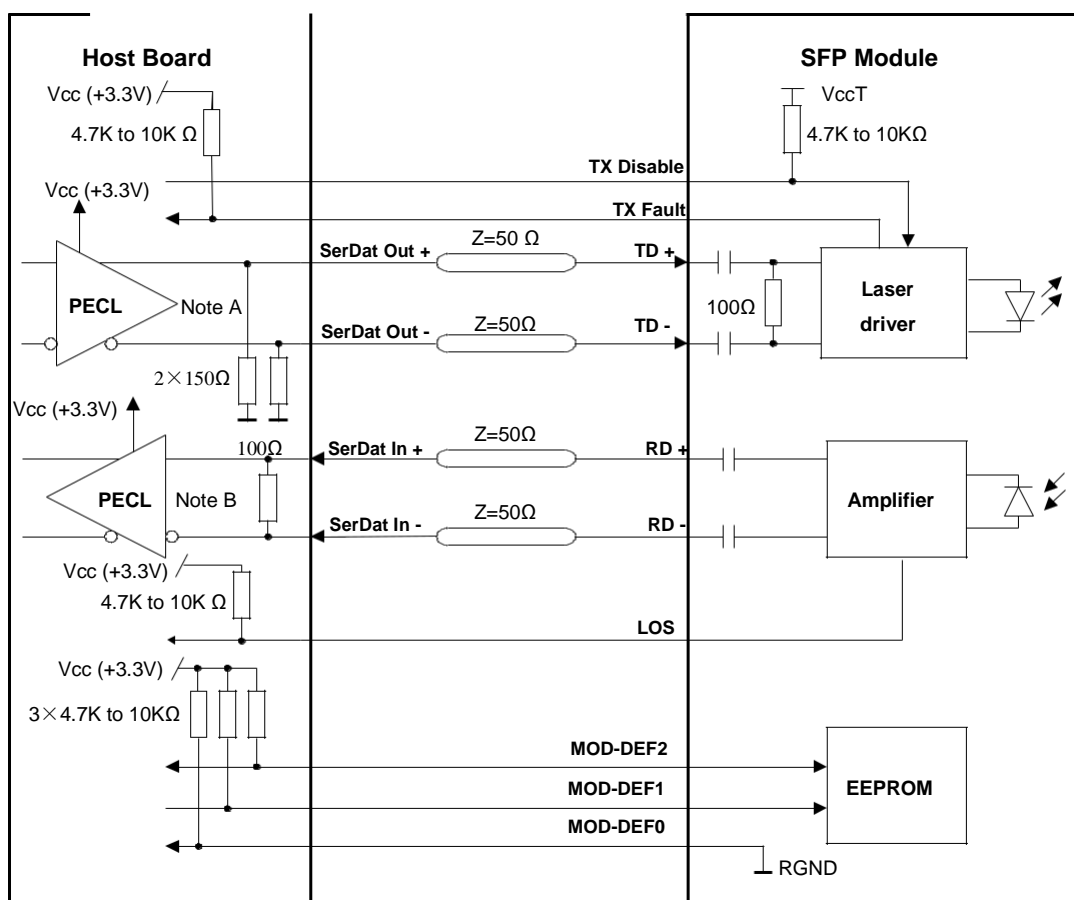 Host Board
SFP Module
Vcc (+3.3V)
VccT
4.7K to 10K Ω
4.7K to 10KΩ
TX Disable
Vcc (+3.3V)
TX Fault
SerDat Out +
Z=50 Ω
TD +
PECL
Note A
100Ω
Laser
driver
SerDat Out -
Z=50Ω
TD -
2×150Ω
Vcc (+3.3V)
100Ω
SerDat In +
Z=50Ω
RD +
PECL
Note B
Amplifier
SerDat In -
Z=50Ω
RD -
Vcc (+3.3V)
4.7K to 10K Ω
LOS
Vcc (+3.3V)
3×4.7K to 10KΩ
MOD-DEF2
EEPROM
MOD-DEF1
MOD-DEF0
RGND